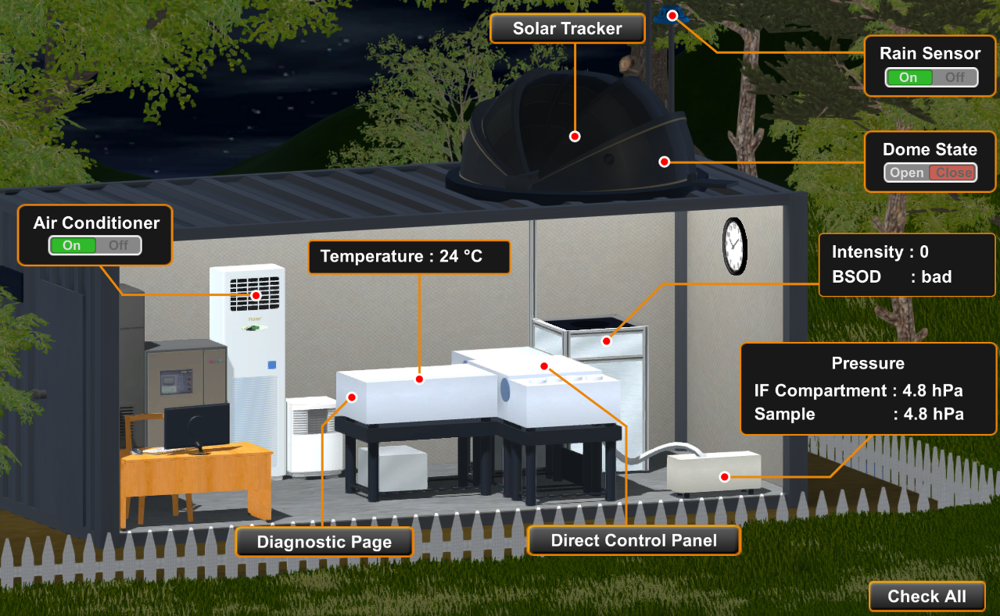 Solar Tracker
Rain Sensor
On Off
Dome State
Open Close
Air Conditioner
On Off
Temperature : 24 °C
Intensity : 0
BSOD : bad
Pressure
IF Compartment : 4.8 hPa
Sample : 4.8 hPa
Diagnostic Page
Direct Control Panel
Check All